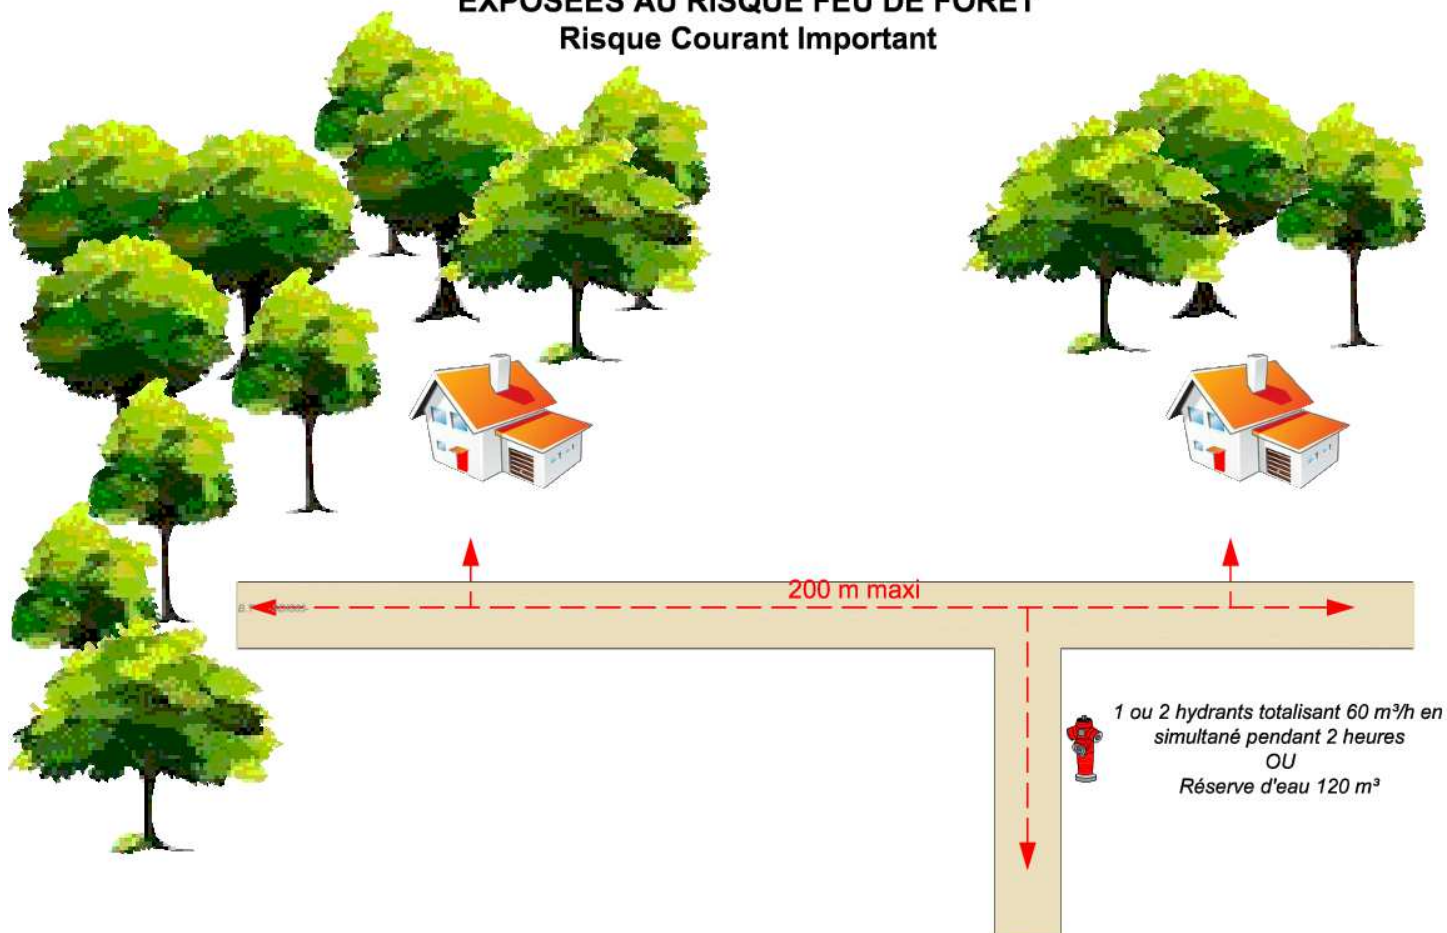 EXPOSÉES AU RISQUE FEU DE FORÊT
Risque Courant Important
200 m maxi
1 ou 2 hydrants totalisant 60 m³/h en
simultané pendant 2 heures
OU
Réserve d'eau 120 m³